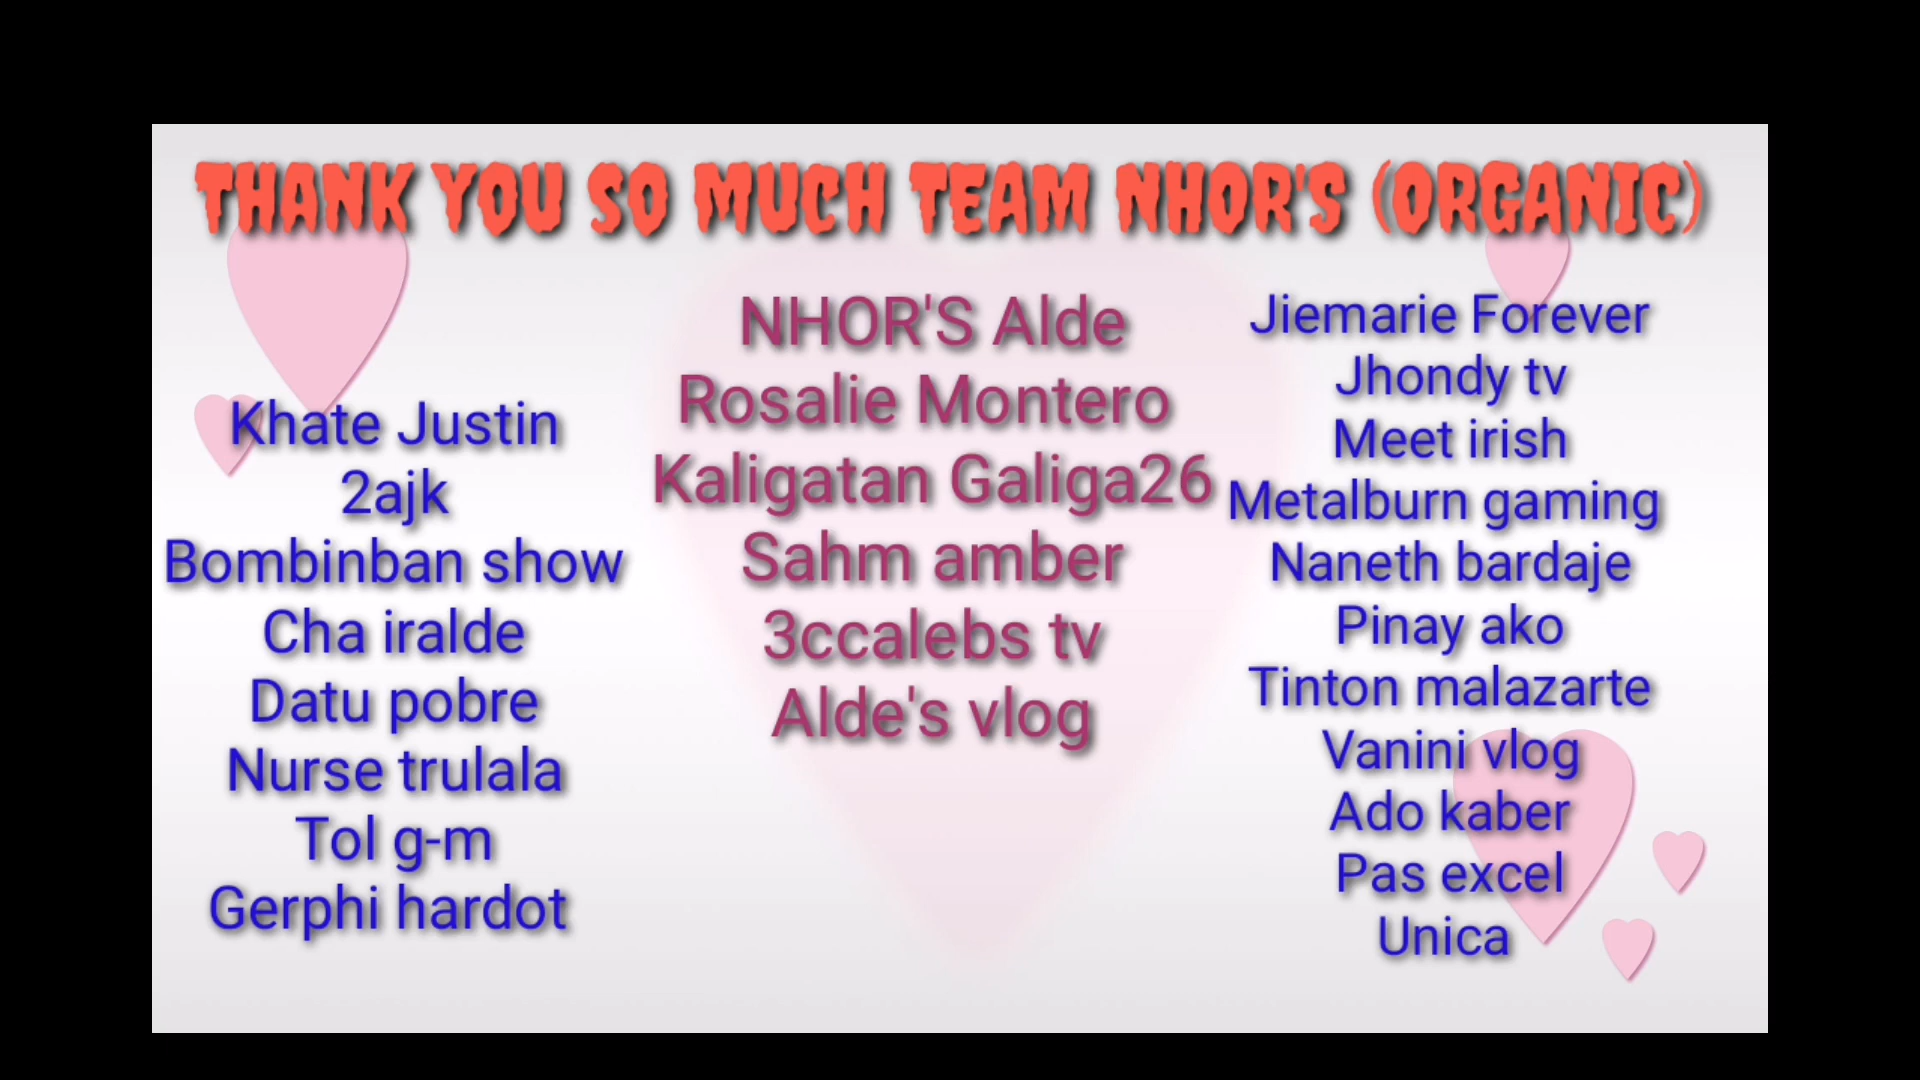 THANK YOU SO MUCH TEAM NHOR'S (ORGANIC)
Khate Justin
2ajk
Bombinban show
Cha iralde
Datu pobre
Nurse trulala
Tol g-m
Gerphi hardot
NHOR'S Alde
Rosalie Montero
Kaligatan Galiga26
Sahm amber
3ccalebs tv
Alde's vlog
Jiemarie Forever
Jhondy tv
Meet irish
Metalburn gaming
Naneth bardaje
Pinay ako
Tinton malazarte
Vanini vlog
Ado kaber
Pas excel
Unica